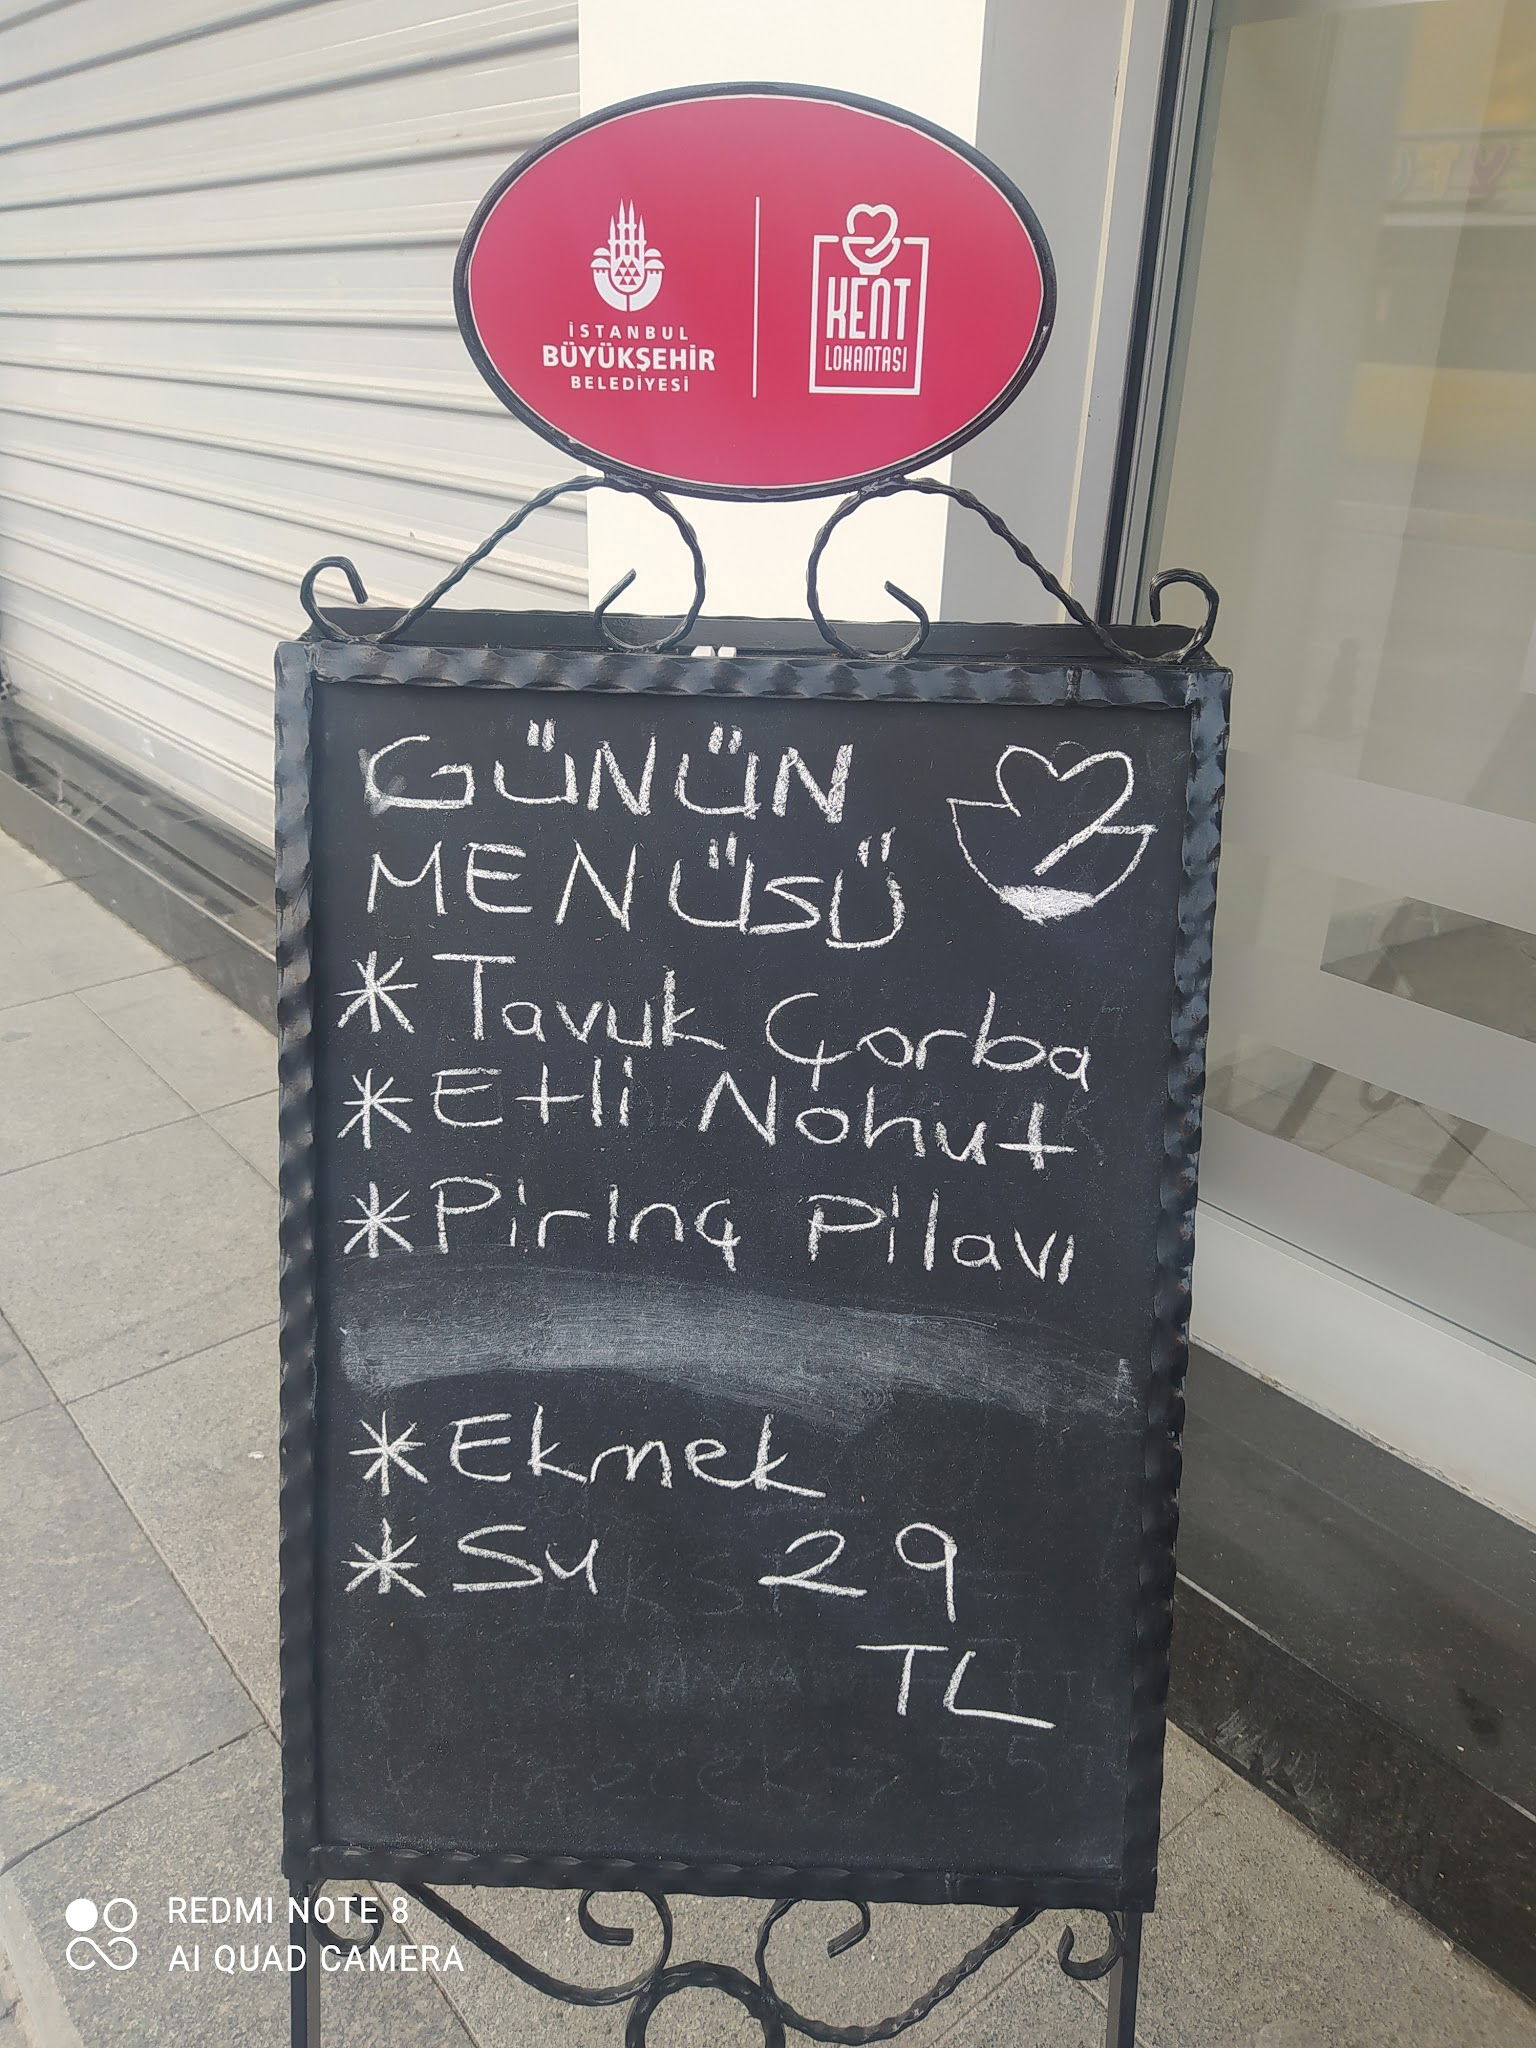 İSTANBUL
BÜYÜKŞEHİR
BELEDİYESİ
KENT
LOKANTASI
GÜNÜN
MENÜSÜ
* Tavuk Çorba
* Etli Nohut
* Pirinç Pilavı
* Ekmek
* Su 29
TL
REDMI NOTE 8
AI QUAD CAMERA